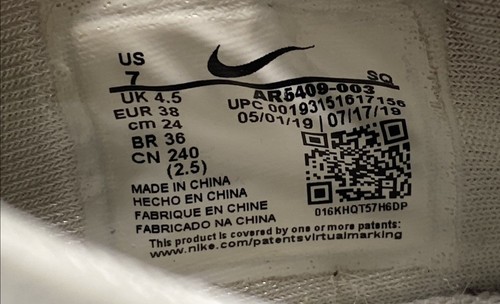 US
7
SQ
UK 4.5
AR5409-003
EUR 38
UPC 00193151617156
cm 24
05/01/19 | 07/17/19
BR 36
CN 240
(2.5)
016KHQT57H6DP
MADE IN CHINA
HECHO EN CHINA
FABRIQUE EN CHINE
FABRICADO NA CHINA
This product is covered by one or more patents:
www.nike.com/patentsvirtualmarking